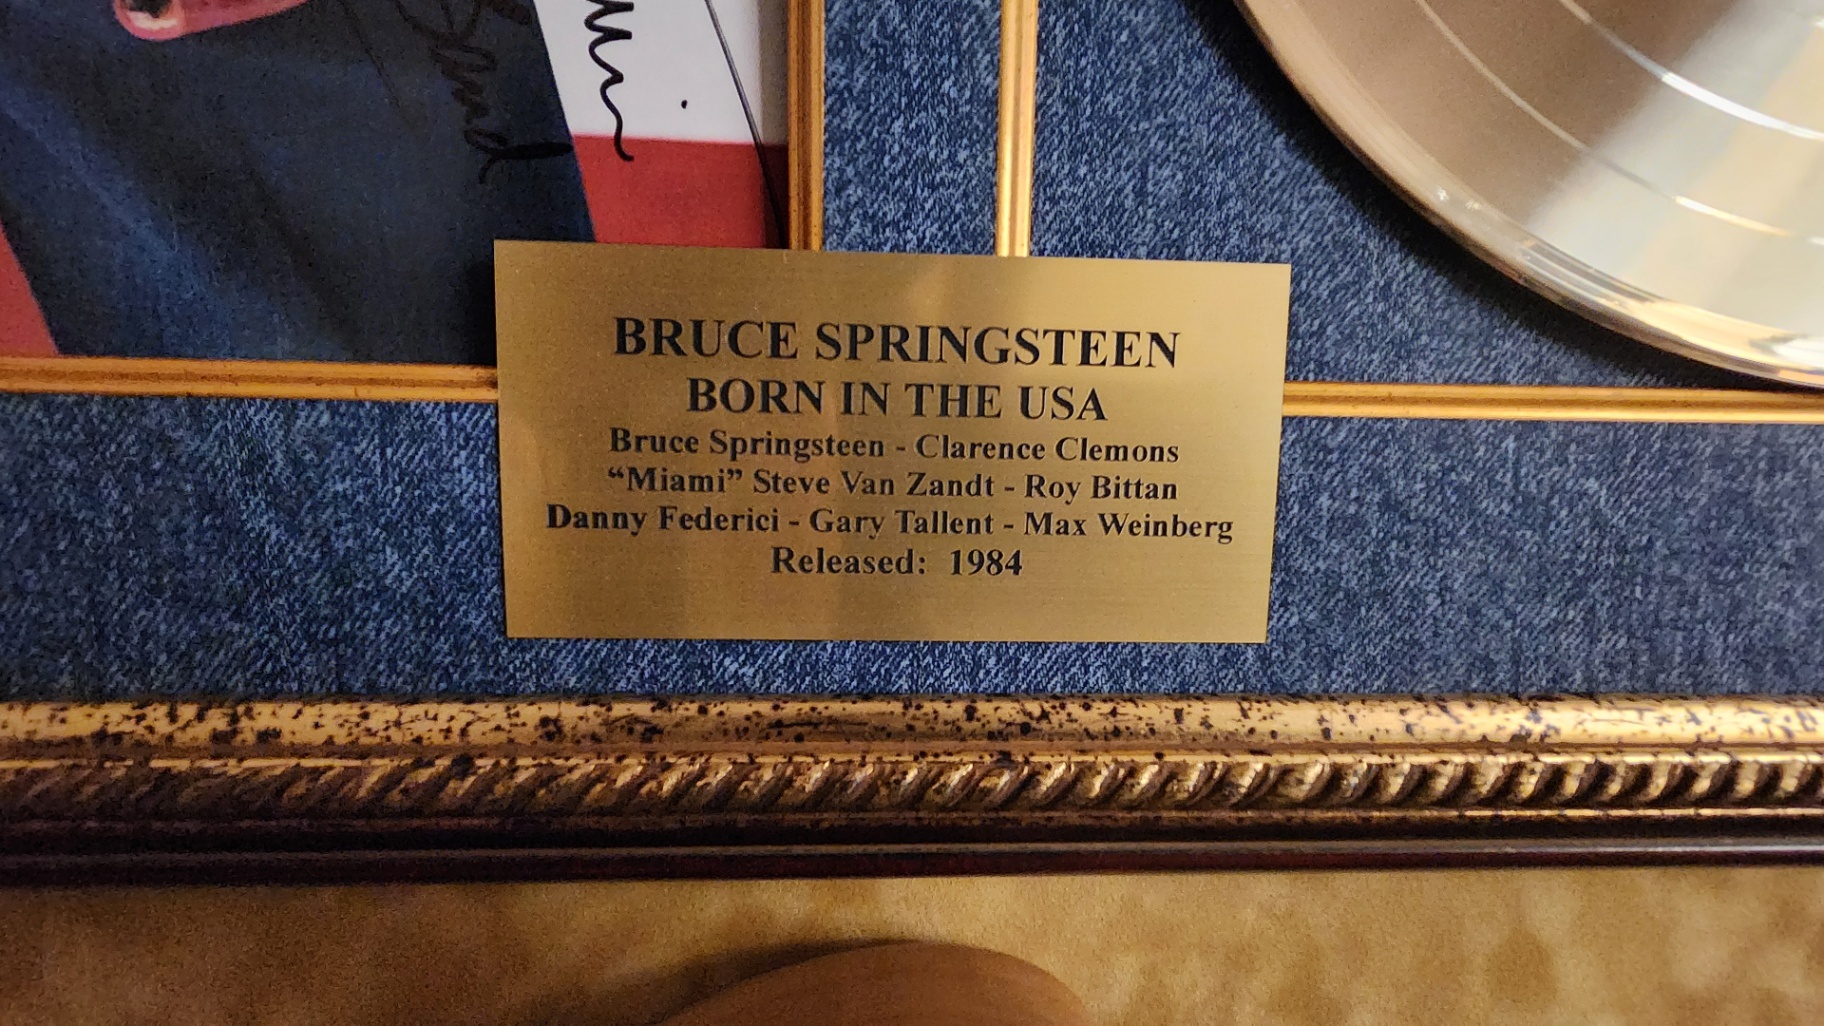 BRUCE SPRINGSTEEN
BORN IN THE USA
Bruce Springsteen - Clarence Clemons
“Miami” Steve Van Zandt - Roy Bittan
Danny Federici - Gary Tallent - Max Weinberg
Released: 1984